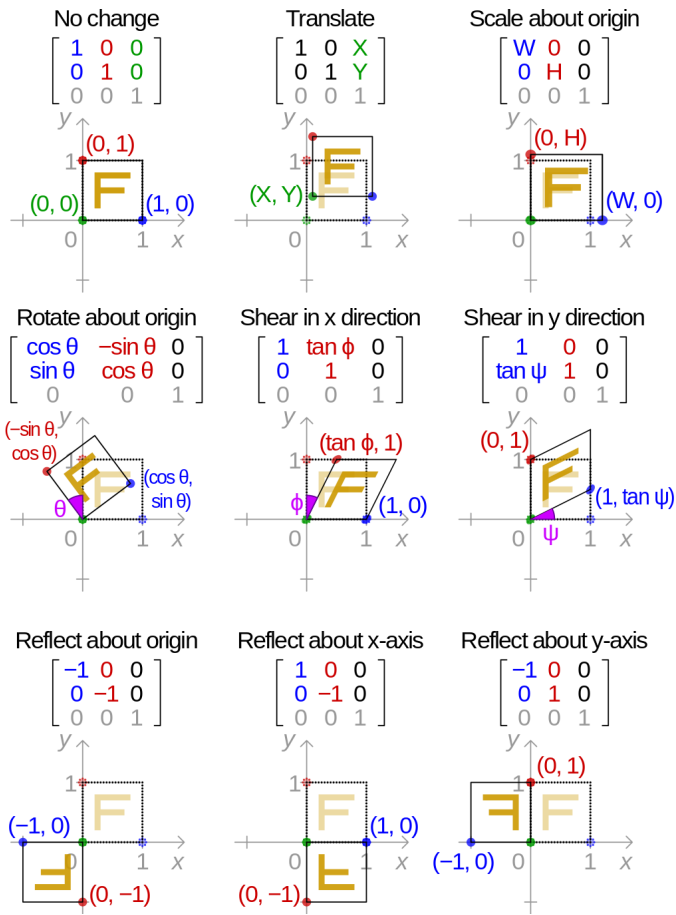 No change Translate Scale about origin
1 0 0 1 0 X W 0 0
0 1 0 0 1 Y 0 H 0
0 0 1 0 0 1 0 0 1
y y y
(0, 1) (0, H)
1 1 1
F F F F F
(0, 0) (1, 0) (X, Y) (W, 0)
0 1 x 0 1 x 0 1 x
Rotate about origin Shear in x direction Shear in y direction
cos θ −sin θ 0 1 tan ϕ 0 1 0 0
sin θ cos θ 0 0 1 0 tan ψ 1 0
0 0 1 0 0 1 0 0 1
y y y
(−sin θ, cos θ) (tan ϕ, 1) (0, 1)
1 1 1
F F F F F F
(cos θ, sin θ) (1, 0) (1, tan ψ)
θ ϕ ψ
0 1 x 0 1 x 0 1 x
Reflect about origin Reflect about x-axis Reflect about y-axis
−1 0 0 1 0 0 −1 0 0
0 −1 0 0 −1 0 0 1 0
0 0 1 0 0 1 0 0 1
y y y
1 1 1 (0, 1)
F F F F
(−1, 0) (1, 0) (−1, 0)
0 1 x 0 1 x 0 1 x
F F
(0, −1) (0, −1)